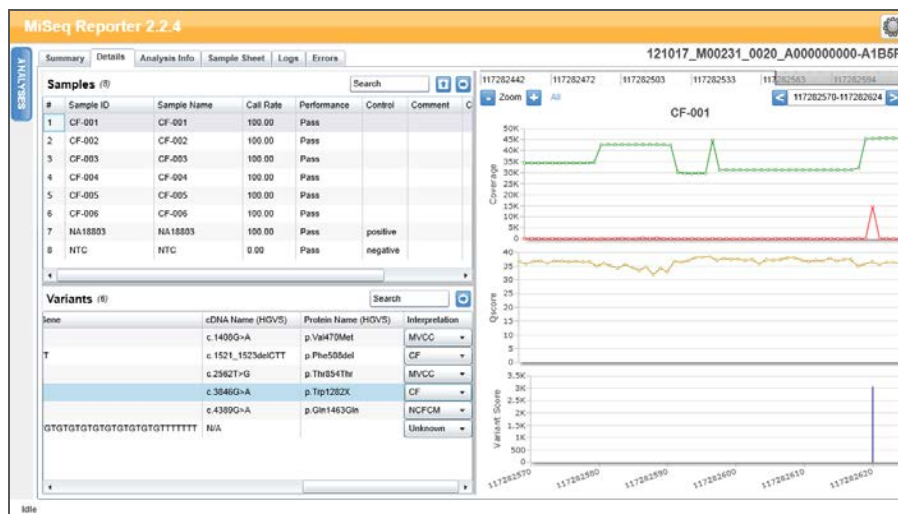 MiSeq Reporter 2.2.4
ANALYSES
Summary Details Analysis Info Sample Sheet Logs Errors
121017_M00231_0020_A000000000-A1B5F
Samples (8) Search
# Sample ID Sample Name Call Rate Performance Control Comment C
1 CF-001 CF-001 100.00 Pass
2 CF-002 CF-002 100.00 Pass
3 CF-003 CF-003 100.00 Pass
4 CF-004 CF-004 100.00 Pass
5 CF-005 CF-005 100.00 Pass
6 CF-006 CF-006 100.00 Pass
7 NA18803 NA18803 100.00 Pass positive
8 NTC NTC 0.00 Pass negative
Variants (6) Search
Gene cDNA Name (HGVS) Protein Name (HGVS) Interpretation
c.1408G>A p.Val470Met MVCC
T c.1521_1523delCTT p.Phe508del CF
c.2562T>G p.Thr854Thr MVCC
c.3846G>A p.Trp1282X CF
c.4389G>A p.Gln1463Gln NCFCM
GTGTGTGTGTGTGTGTGTGTTTTTTT N/A Unknown
117282442 117282472 117282503 117282533 117282563 117282594
- Zoom + All < 117282570-117282624 >
CF-001
Coverage
50K
45K
40K
35K
30K
25K
20K
15K
10K
5K
0
Qscore
40
35
30
25
20
15
10
5
0
Variant Score
3.5K
3K
2.5K
2K
1.5K
1K
500
0
117282570 117282580 117282590 117282600 117282610 117282620
Idle